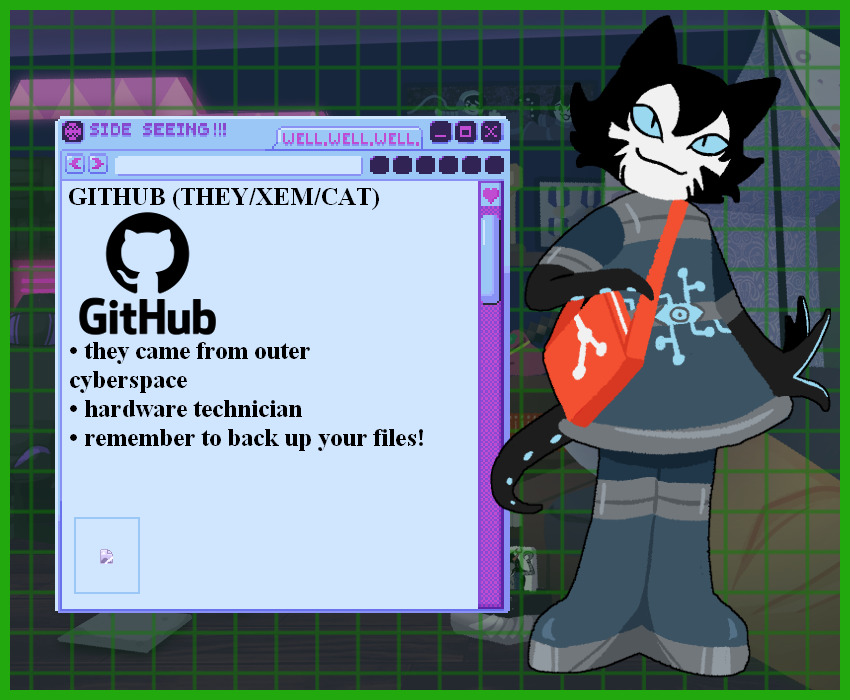 SIDE SEEING!!!
WELL.WELL.WELL.
GITHUB (THEY/XEM/CAT)
GitHub
• they came from outer
cyberspace
• hardware technician
• remember to back up your files!